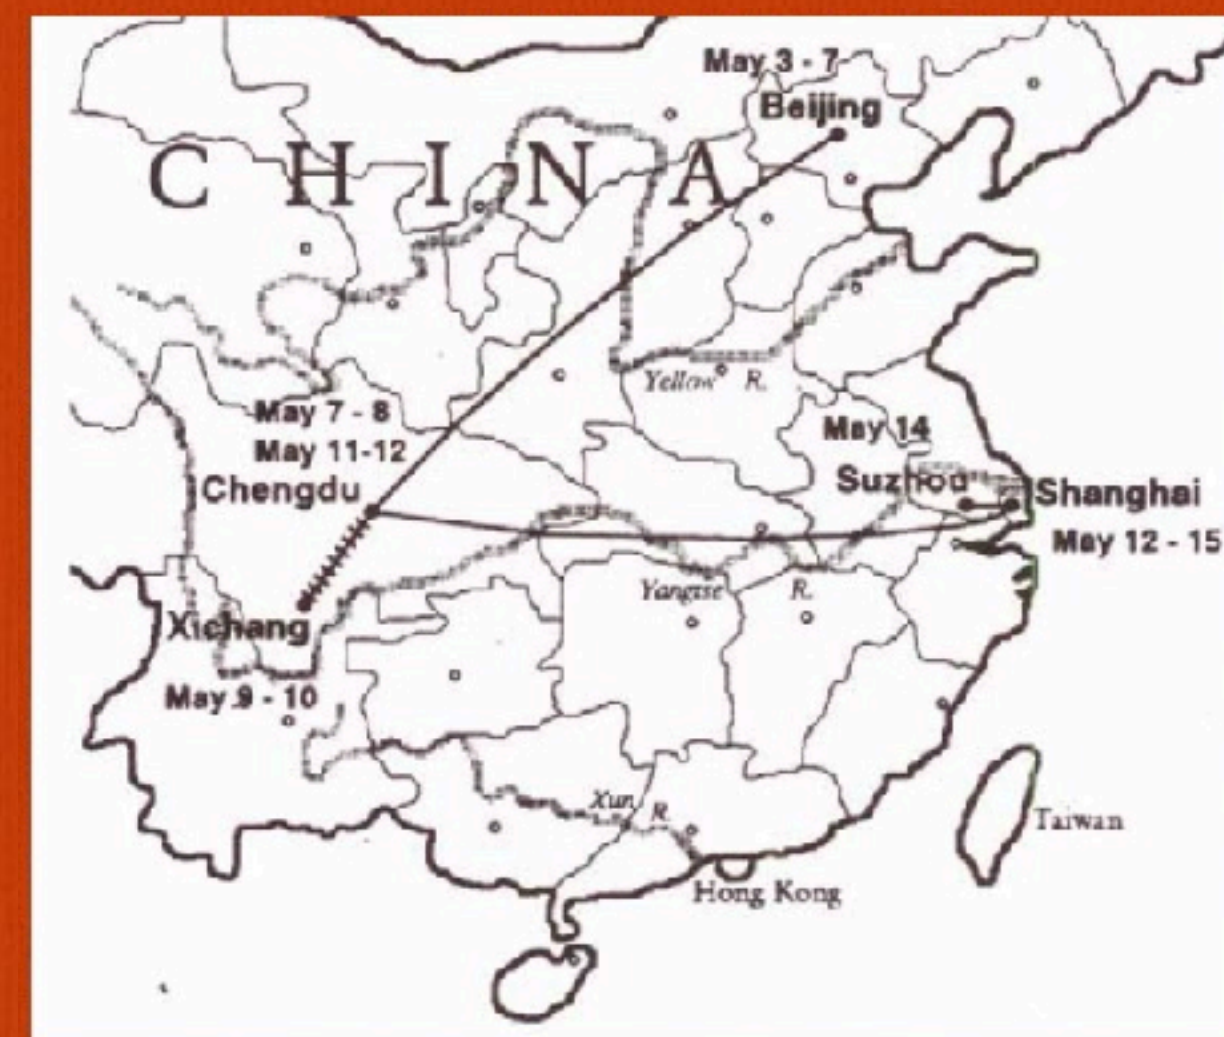 May 3 - 7
Beijing
CHINA
Yellow R.
May 7 - 8
May 11-12
Chengdu
May 14
Suzhou
Shanghai
May 12 - 15
Yangtse R.
Xichang
May 9 - 10
Xun R.
Taiwan
Hong Kong